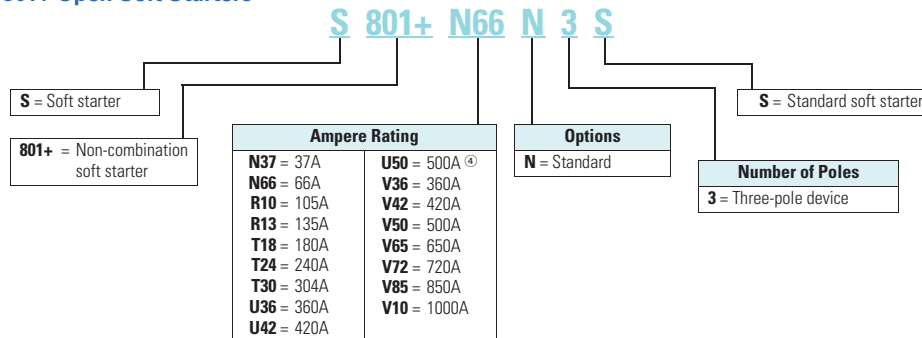 S 801+ N66 N 3 S
S = Soft starter
801+ = Non-combination
soft starter
Ampere Rating
N37 = 37A
N66 = 66A
R10 = 105A
R13 = 135A
T18 = 180A
T24 = 240A
T30 = 304A
U36 = 360A
U42 = 420A
U50 = 500A ④
V36 = 360A
V42 = 420A
V50 = 500A
V65 = 650A
V72 = 720A
V85 = 850A
V10 = 1000A
Options
N = Standard
Number of Poles
3 = Three-pole device
S = Standard soft starter